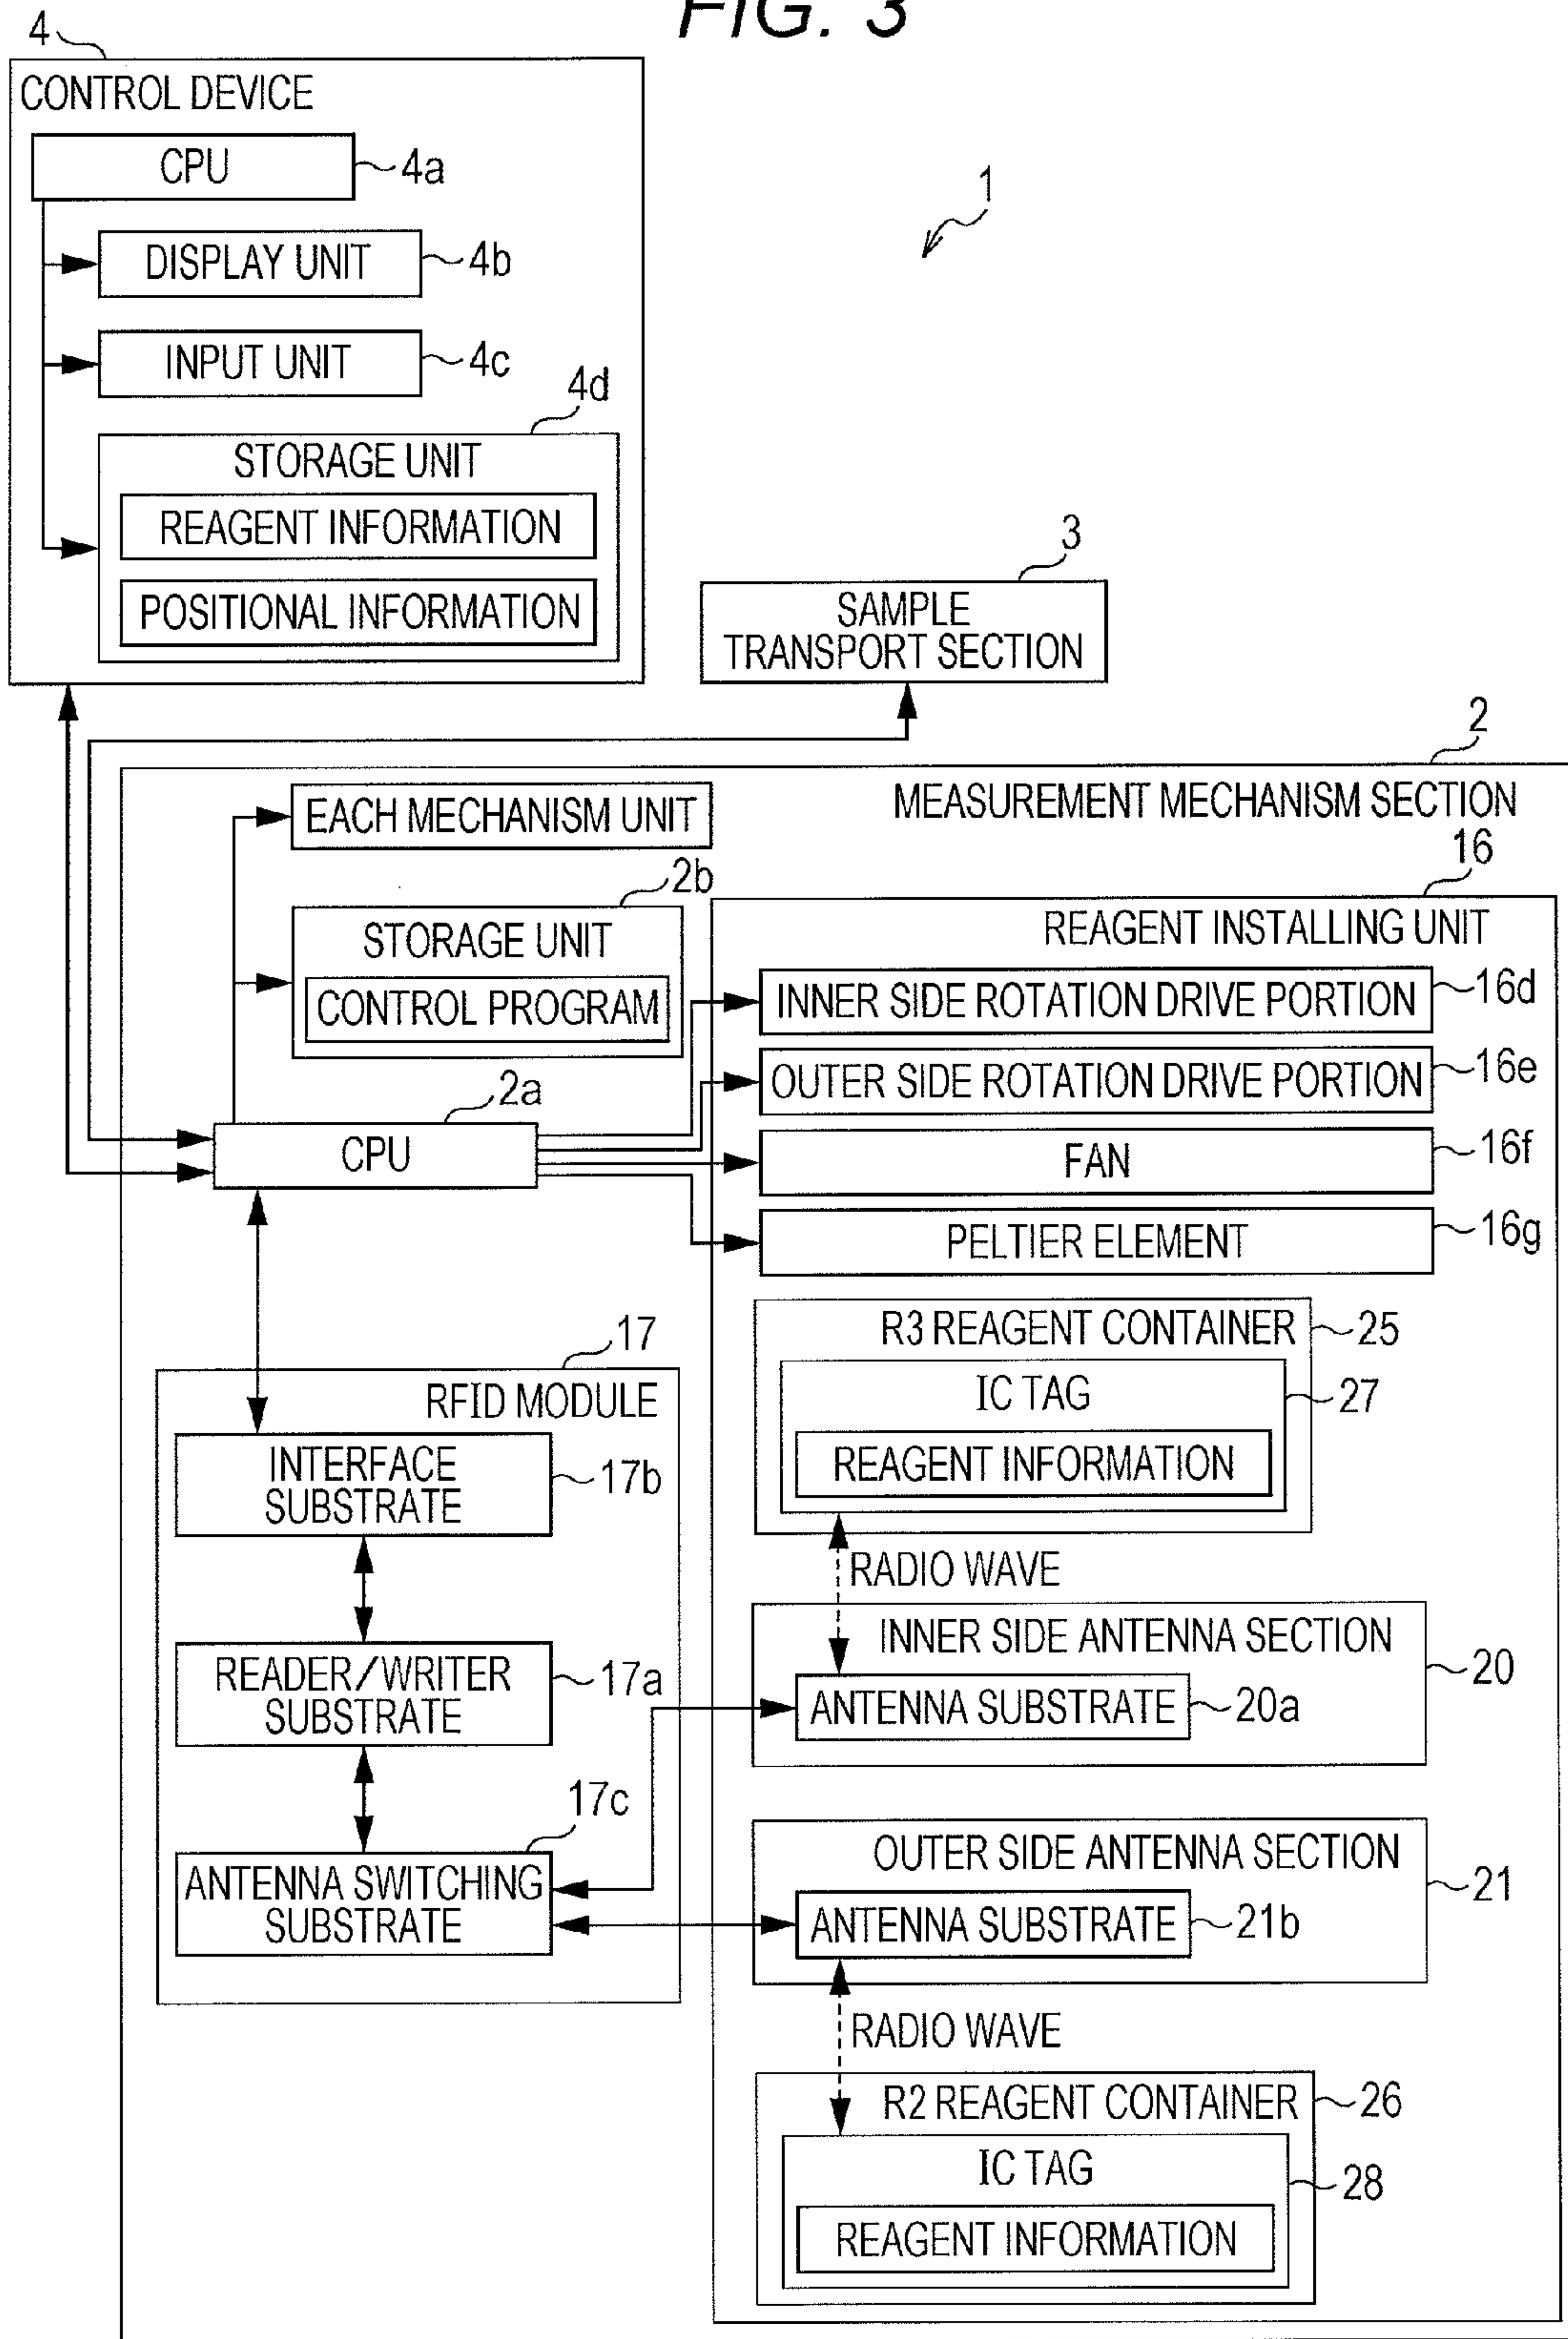 FIG. 3
4
CONTROL DEVICE
CPU
4a
1
DISPLAY UNIT
4b
INPUT UNIT
4c
4d
STORAGE UNIT
REAGENT INFORMATION
POSITIONAL INFORMATION
3
SAMPLE
TRANSPORT SECTION
2
MEASUREMENT MECHANISM SECTION
EACH MECHANISM UNIT
2b
STORAGE UNIT
CONTROL PROGRAM
2a
CPU
16
REAGENT INSTALLING UNIT
INNER SIDE ROTATION DRIVE PORTION
16d
OUTER SIDE ROTATION DRIVE PORTION
16e
FAN
16f
PELTIER ELEMENT
16g
17
RFID MODULE
INTERFACE
SUBSTRATE
17b
READER/WRITER
SUBSTRATE
17a
17c
ANTENNA SWITCHING
SUBSTRATE
R3 REAGENT CONTAINER
25
IC TAG
27
REAGENT INFORMATION
RADIO WAVE
INNER SIDE ANTENNA SECTION
20
ANTENNA SUBSTRATE
20a
OUTER SIDE ANTENNA SECTION
21
ANTENNA SUBSTRATE
21b
RADIO WAVE
R2 REAGENT CONTAINER
26
IC TAG
28
REAGENT INFORMATION